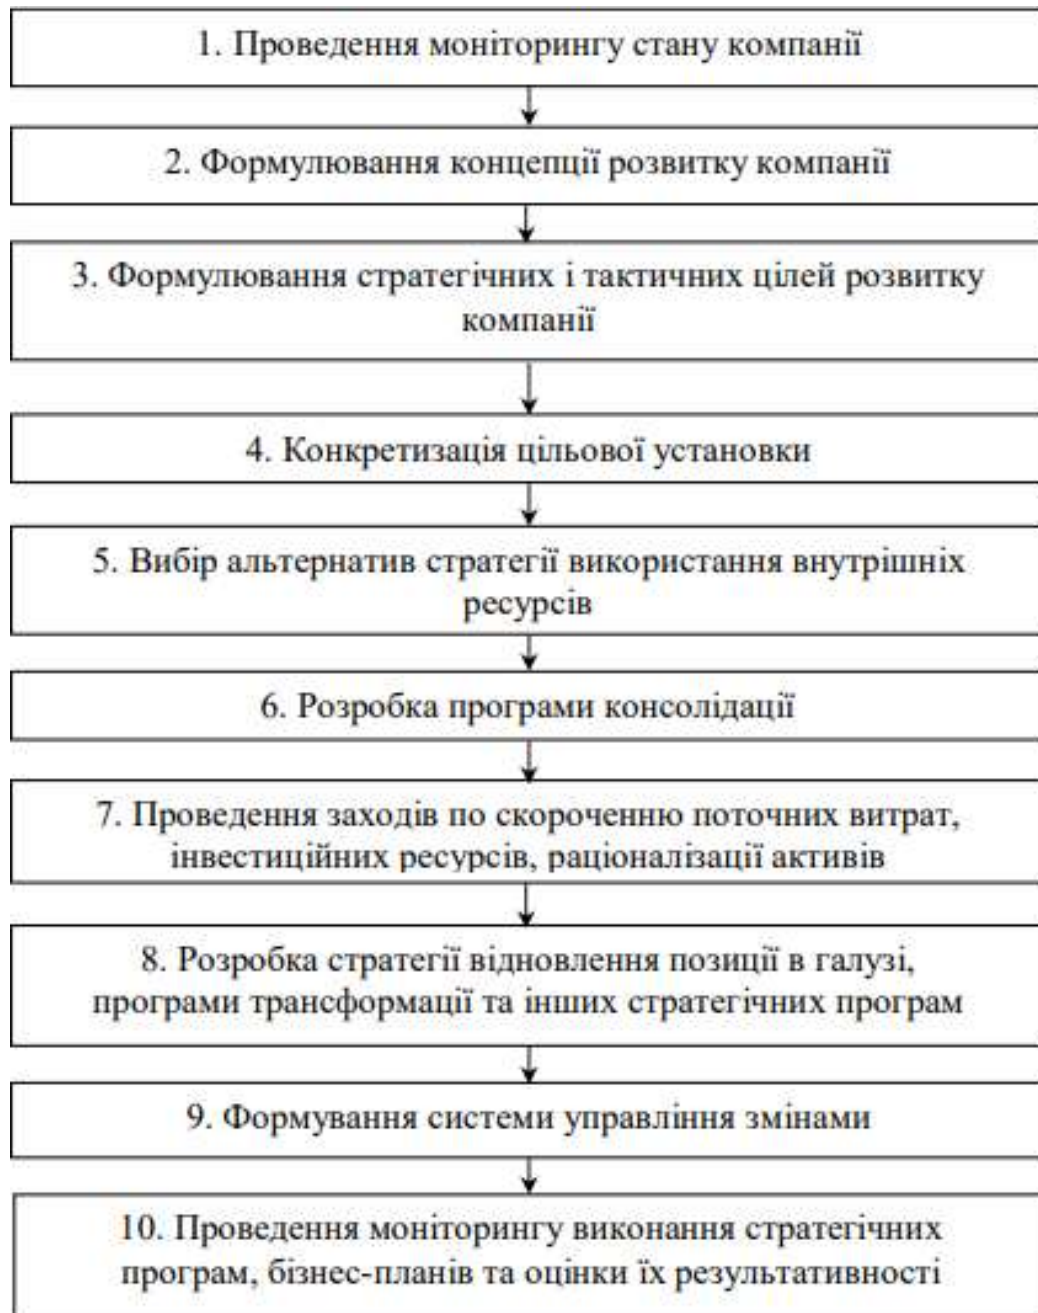 1. Проведення моніторингу стану компанії
2. Формулювання концепції розвитку компанії
3. Формулювання стратегічних і тактичних цілей розвитку
компанії
4. Конкретизація цільової установки
5. Вибір альтернатив стратегії використання внутрішніх
ресурсів
6. Розробка програми консолідації
7. Проведення заходів по скороченню поточних витрат,
інвестиційних ресурсів, раціоналізації активів
8. Розробка стратегії відновлення позиції в галузі,
програми трансформації та інших стратегічних програм
9. Формування системи управління змінами
10. Проведення моніторингу виконання стратегічних
програм, бізнес-планів та оцінки їх результативності